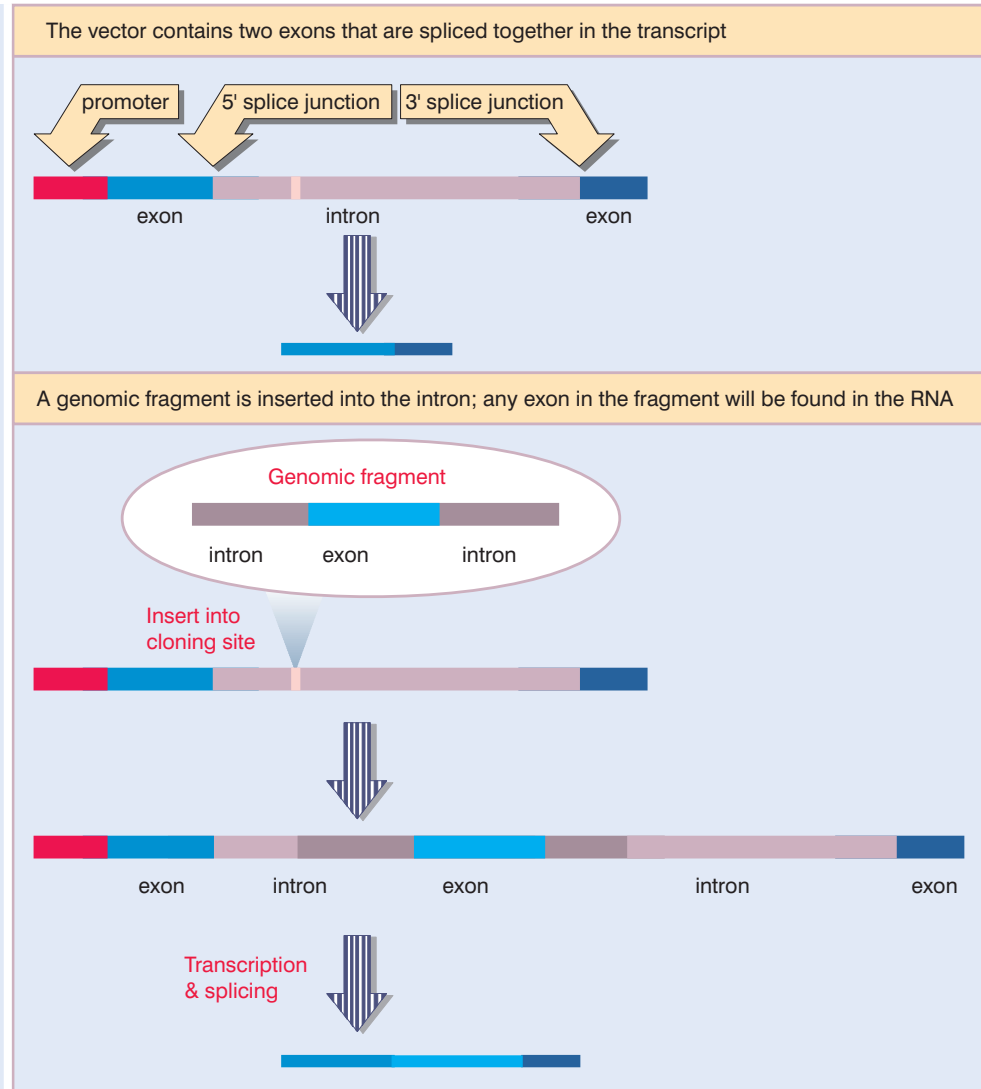 The vector contains two exons that are spliced together in the transcript
promoter
5' splice junction
3' splice junction
exon
intron
exon
A genomic fragment is inserted into the intron; any exon in the fragment will be found in the RNA
Genomic fragment
intron
exon
intron
Insert into
cloning site
exon
intron
exon
intron
exon
Transcription
& splicing